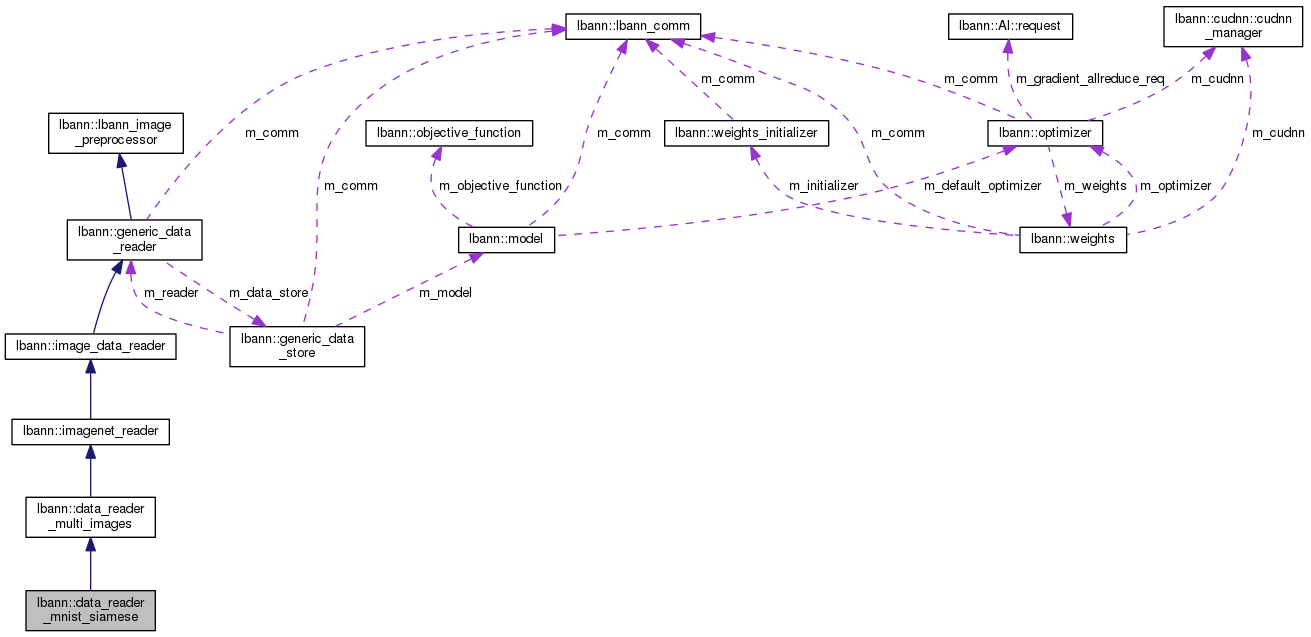 lbann::lbann_comm
lbann::Al::request
lbann::cudnn::cudnn
_manager
m_comm
m_gradient_allreduce_req
m_cudnn
lbann::lbann_image
_preprocessor
m_comm
lbann::objective_function
m_comm
lbann::weights_initializer
m_comm
lbann::optimizer
m_cudnn
m_comm
m_objective_function
m_initializer
m_default_optimizer
m_weights
m_optimizer
lbann::generic_data
_reader
lbann::model
lbann::weights
m_reader
m_data_store
m_model
lbann::generic_data
_store
lbann::image_data_reader
lbann::imagenet_reader
lbann::data_reader
_multi_images
lbann::data_reader
_mnist_siamese